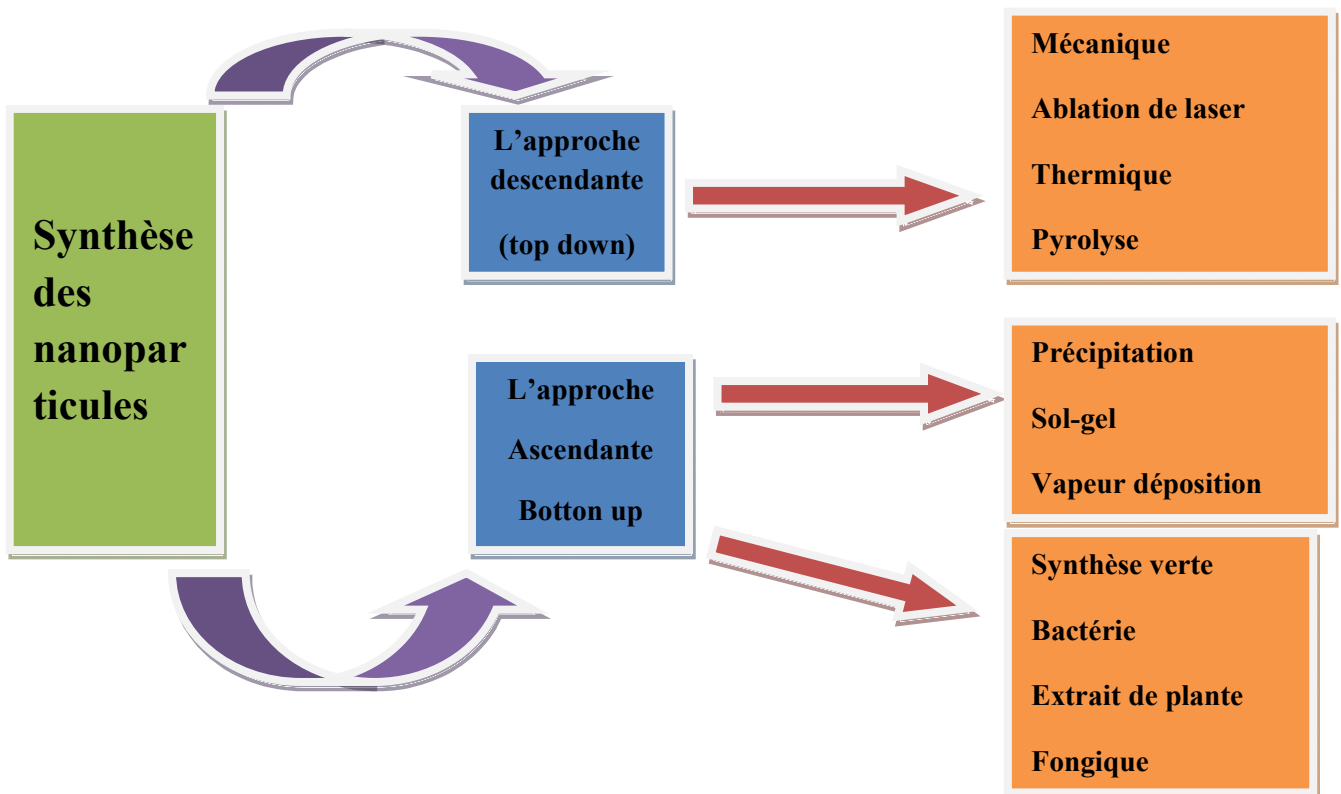 Synthèse
des
nanopar
ticules
L’approche
descendante
(top down)
Mécanique
Ablation de laser
Thermique
Pyrolyse
L’approche
Ascendante
Botton up
Précipitation
Sol-gel
Vapeur déposition
Synthèse verte
Bactérie
Extrait de plante
Fongique